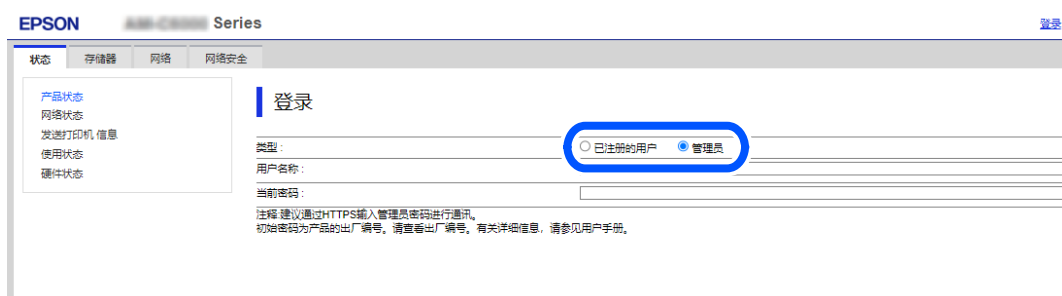 EPSON Series
登录
状态 存储器 网络 网络安全
产品状态
网络状态
发送打印机 信息
使用状态
硬件状态
登录
类型 :
已注册的用户 管理员
用户名称 :
当前密码 :
注释:建议通过HTTPS输入管理员密码进行通讯。
初始密码为产品的出厂编号。请查看出厂编号。有关详细信息，请参见用户手册。